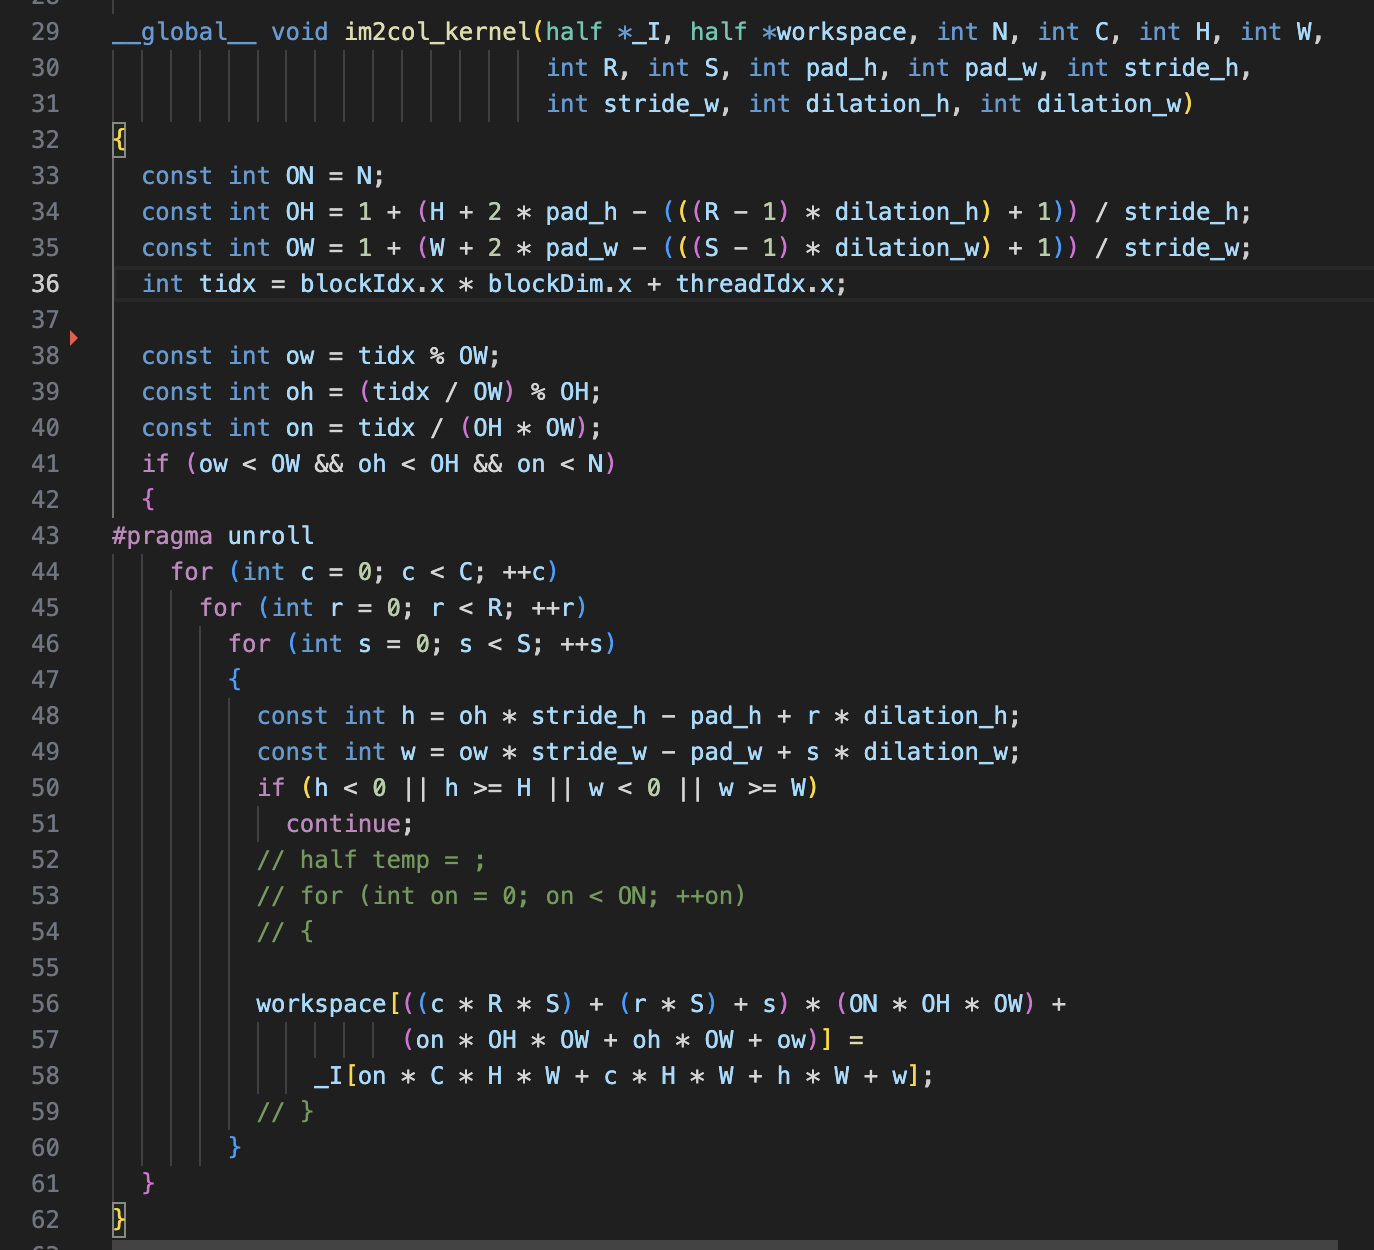 29 __global__ void im2col_kernel(half *_I, half *workspace, int N, int C, int H, int W,
30 int R, int S, int pad_h, int pad_w, int stride_h,
31 int stride_w, int dilation_h, int dilation_w)
32 {
33 const int ON = N;
34 const int OH = 1 + (H + 2 * pad_h - (((R - 1) * dilation_h) + 1)) / stride_h;
35 const int OW = 1 + (W + 2 * pad_w - (((S - 1) * dilation_w) + 1)) / stride_w;
36 int tidx = blockIdx.x * blockDim.x + threadIdx.x;
37
38 const int ow = tidx % OW;
39 const int oh = (tidx / OW) % OH;
40 const int on = tidx / (OH * OW);
41 if (ow < OW && oh < OH && on < N)
42 {
43 #pragma unroll
44 for (int c = 0; c < C; ++c)
45 for (int r = 0; r < R; ++r)
46 for (int s = 0; s < S; ++s)
47 {
48 const int h = oh * stride_h - pad_h + r * dilation_h;
49 const int w = ow * stride_w - pad_w + s * dilation_w;
50 if (h < 0 || h >= H || w < 0 || w >= W)
51 continue;
52 // half temp = ;
53 // for (int on = 0; on < ON; ++on)
54 // {
55
56 workspace[((c * R * S) + (r * S) + s) * (ON * OH * OW) +
57 (on * OH * OW + oh * OW + ow)] =
58 _I[on * C * H * W + c * H * W + h * W + w];
59 // }
60 }
61 }
62 }